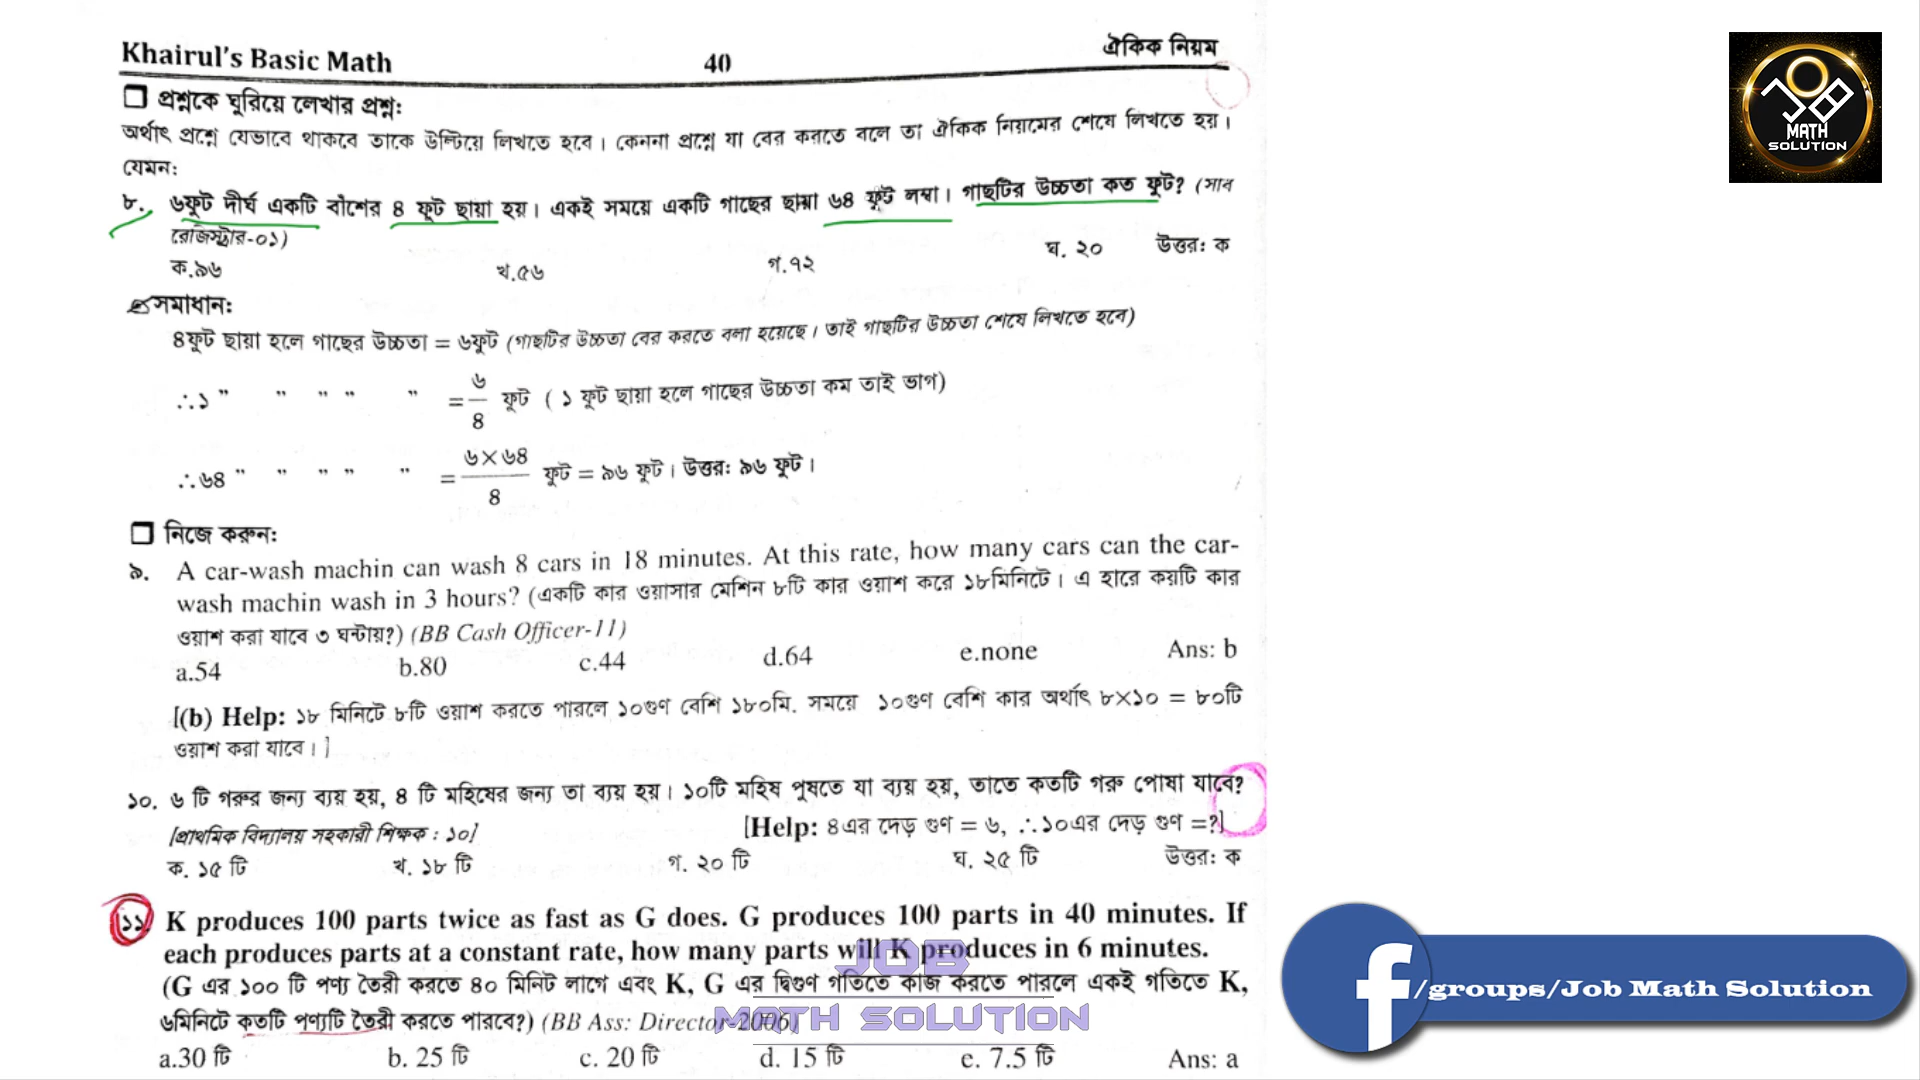 Khairul's Basic Math
40
ঐকিক নিয়ম
❑ প্রশ্নকে ঘুরিয়ে লেখার প্রশ্ন:
অর্থাৎ প্রশ্নে যেভাবে থাকবে তাকে উল্টিয়ে লিখতে হবে। কেননা প্রশ্নে যা বের করতে বলে তা ঐকিক নিয়মের শেষে লিখতে হয়।
যেমন:
৮. ৬ফুট দীর্ঘ একটি বাঁশের ৪ ফুট ছায়া হয়। একই সময়ে একটি গাছের ছায়া ৬৪ ফুট লম্বা। গাছটির উচ্চতা কত ফুট? (সাব
রেজিস্ট্রার-০১)
ক.৯৬ খ.৫৬ গ.৭২ ঘ. ২০ উত্তর: ক
সমাধান:
৪ফুট ছায়া হলে গাছের উচ্চতা = ৬ফুট (গাছটির উচ্চতা বের করতে বলা হয়েছে। তাই গাছটির উচ্চতা শেষে লিখতে হবে)
∴১ ” ” ” ” ” = ৬/৪ ফুট ( ১ ফুট ছায়া হলে গাছের উচ্চতা কম তাই ভাগ)
∴৬৪ ” ” ” ” ” = ৬×৬৪/৪ ফুট = ৯৬ ফুট। উত্তর: ৯৬ ফুট।
❑ নিজে করুন:
৯. A car-wash machin can wash 8 cars in 18 minutes. At this rate, how many cars can the car-
wash machin wash in 3 hours? (একটি কার ওয়াসার মেশিন ৮টি কার ওয়াশ করে ১৮মিনিটে। এ হারে কয়টি কার
ওয়াশ করা যাবে ৩ ঘন্টায়?) (BB Cash Officer-11)
a.54 b.80 c.44 d.64 e.none Ans: b
[(b) Help: ১৮ মিনিটে ৮টি ওয়াশ করতে পারলে ১০গুণ বেশি ১৮০মি. সময়ে ১০গুণ বেশি কার অর্থাৎ ৮×১০ = ৮০টি
ওয়াশ করা যাবে। ]
১০. ৬ টি গরুর জন্য ব্যয় হয়, ৪ টি মহিষের জন্য তা ব্যয় হয়। ১০টি মহিষ পুষতে যা ব্যয় হয়, তাতে কতটি গরু পোষা যাবে?
[প্রাথমিক বিদ্যালয় সহকারী শিক্ষক : ১০] [Help: ৪এর দেড় গুণ = ৬, ∴১০এর দেড় গুণ =?]
ক. ১৫ টি খ. ১৮ টি গ. ২০ টি ঘ. ২৫ টি উত্তর: ক
১১. K produces 100 parts twice as fast as G does. G produces 100 parts in 40 minutes. If
each produces parts at a constant rate, how many parts will K produces in 6 minutes.
(G এর ১০০ টি পণ্য তৈরী করতে ৪০ মিনিট লাগে এবং K, G এর দ্বিগুণ গতিতে কাজ করতে পারলে একই গতিতে K,
৬মিনিটে কতটি পণ্যটি তৈরী করতে পারবে?) (BB Ass: Director-2006)
a.30 টি b. 25 টি c. 20 টি d. 15 টি e. 7.5 টি Ans: a
JOB
MATH SOLUTION
JOB
MATH
SOLUTION
f /groups/Job Math Solution